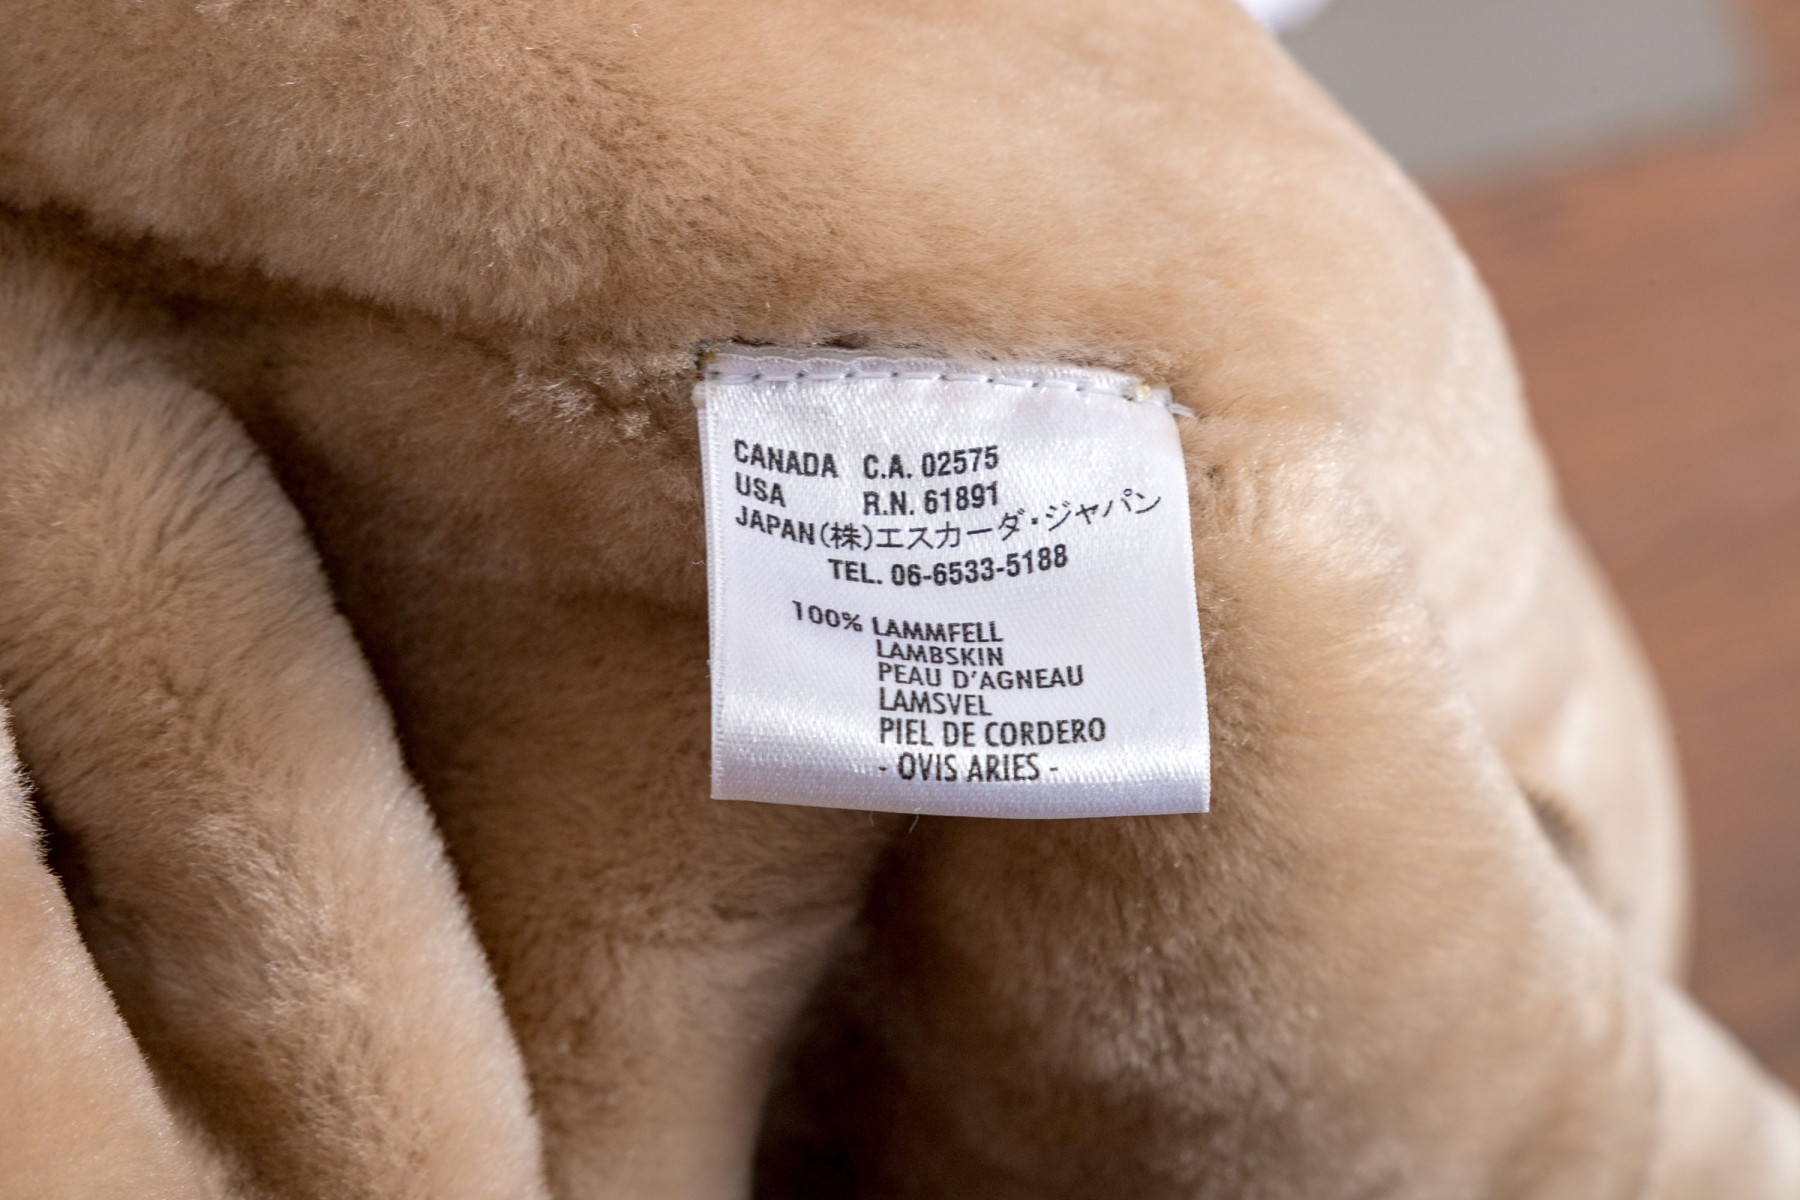 CANADA C.A. 02575
USA R.N. 61891
JAPAN (株)エスカーダ・ジャパン
TEL. 06-6533-5188
100% LAMMFELL
LAMBSKIN
PEAU D'AGNEAU
LAMSVEL
PIEL DE CORDERO
- OVIS ARIES -